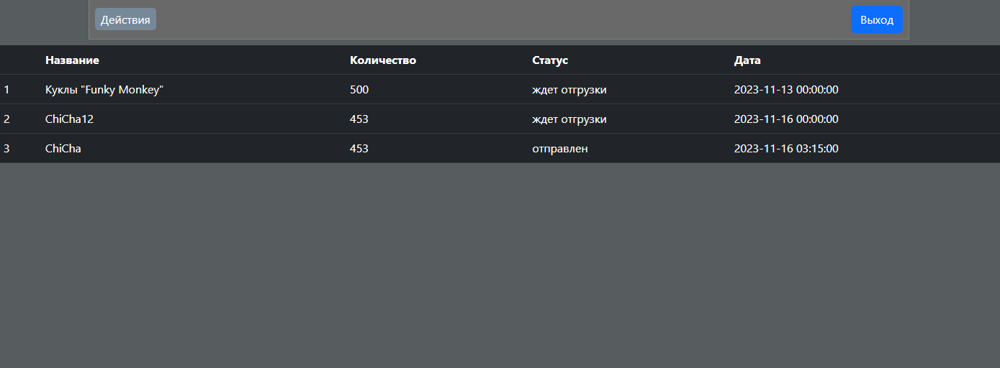 Действия Выход
Название Количество Статус Дата
1 Куклы "Funky Monkey" 500 ждет отгрузки 2023-11-13 00:00:00
2 ChiCha12 453 ждет отгрузки 2023-11-16 00:00:00
3 ChiCha 453 отправлен 2023-11-16 03:15:00